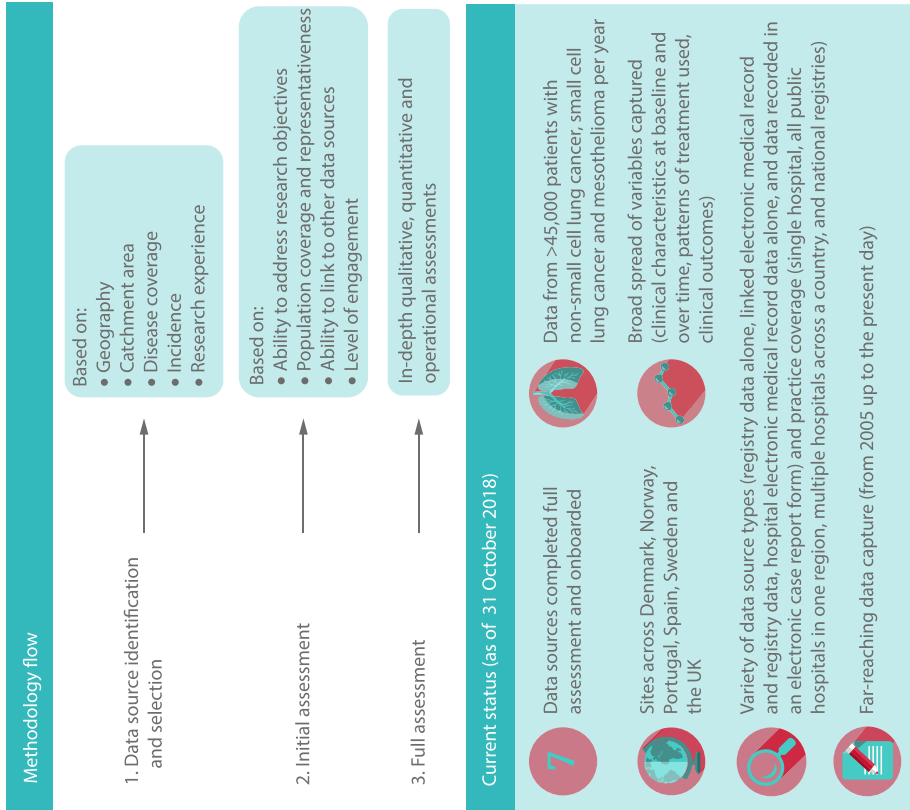 Methodology flow
1. Data source identification
and selection
Based on:
• Geography
• Catchment area
• Disease coverage
• Incidence
• Research experience
2. Initial assessment
Based on:
• Ability to address research objectives
• Population coverage and representativeness
• Ability to link to other data sources
• Level of engagement
3. Full assessment
In-depth qualitative, quantitative and
operational assessments
Current status (as of 31 October 2018)
7
Data sources completed full
assessment and onboarded
Data from >45,000 patients with
non-small cell lung cancer, small cell
lung cancer and mesothelioma per year
Sites across Denmark, Norway,
Portugal, Spain, Sweden and
the UK
Broad spread of variables captured
(clinical characteristics at baseline and
over time, patterns of treatment used,
clinical outcomes)
Variety of data source types (registry data alone, linked electronic medical record
and registry data, hospital electronic medical record data alone, and data recorded in
an electronic case report form) and practice coverage (single hospital, all public
hospitals in one region, multiple hospitals across a country, and national registries)
Far-reaching data capture (from 2005 up to the present day)